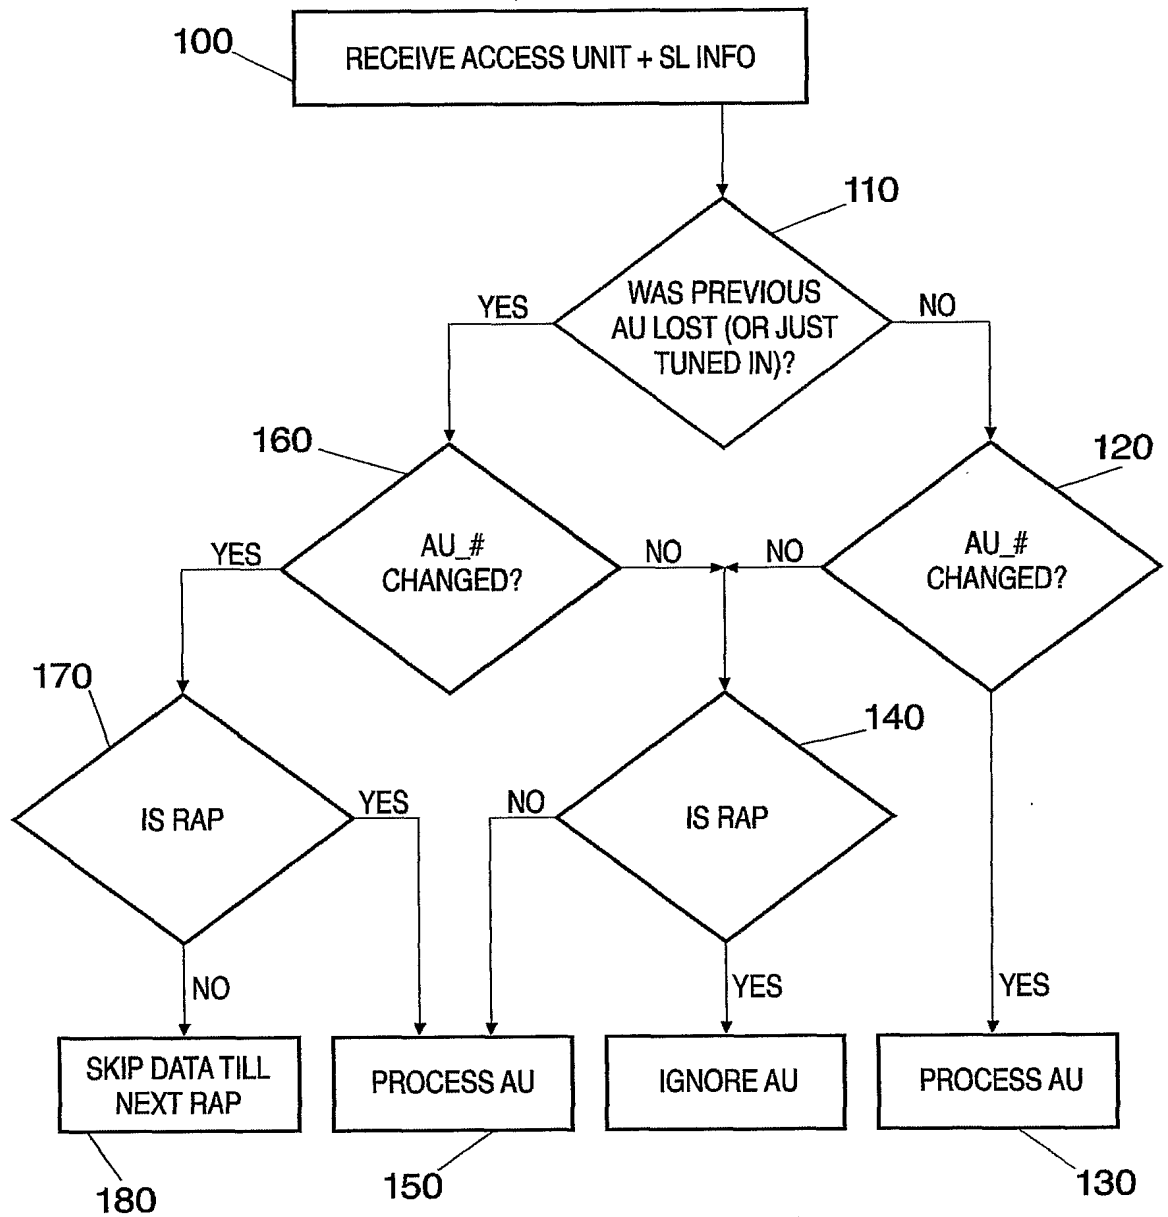 100
RECEIVE ACCESS UNIT + SL INFO
110
WAS PREVIOUS
AU LOST (OR JUST
TUNED IN)?
YES
NO
160
120
AU_#
CHANGED?
AU_#
CHANGED?
YES
NO
NO
170
140
IS RAP
YES
NO
IS RAP
NO
YES
YES
SKIP DATA TILL
NEXT RAP
PROCESS AU
IGNORE AU
PROCESS AU
180
150
130